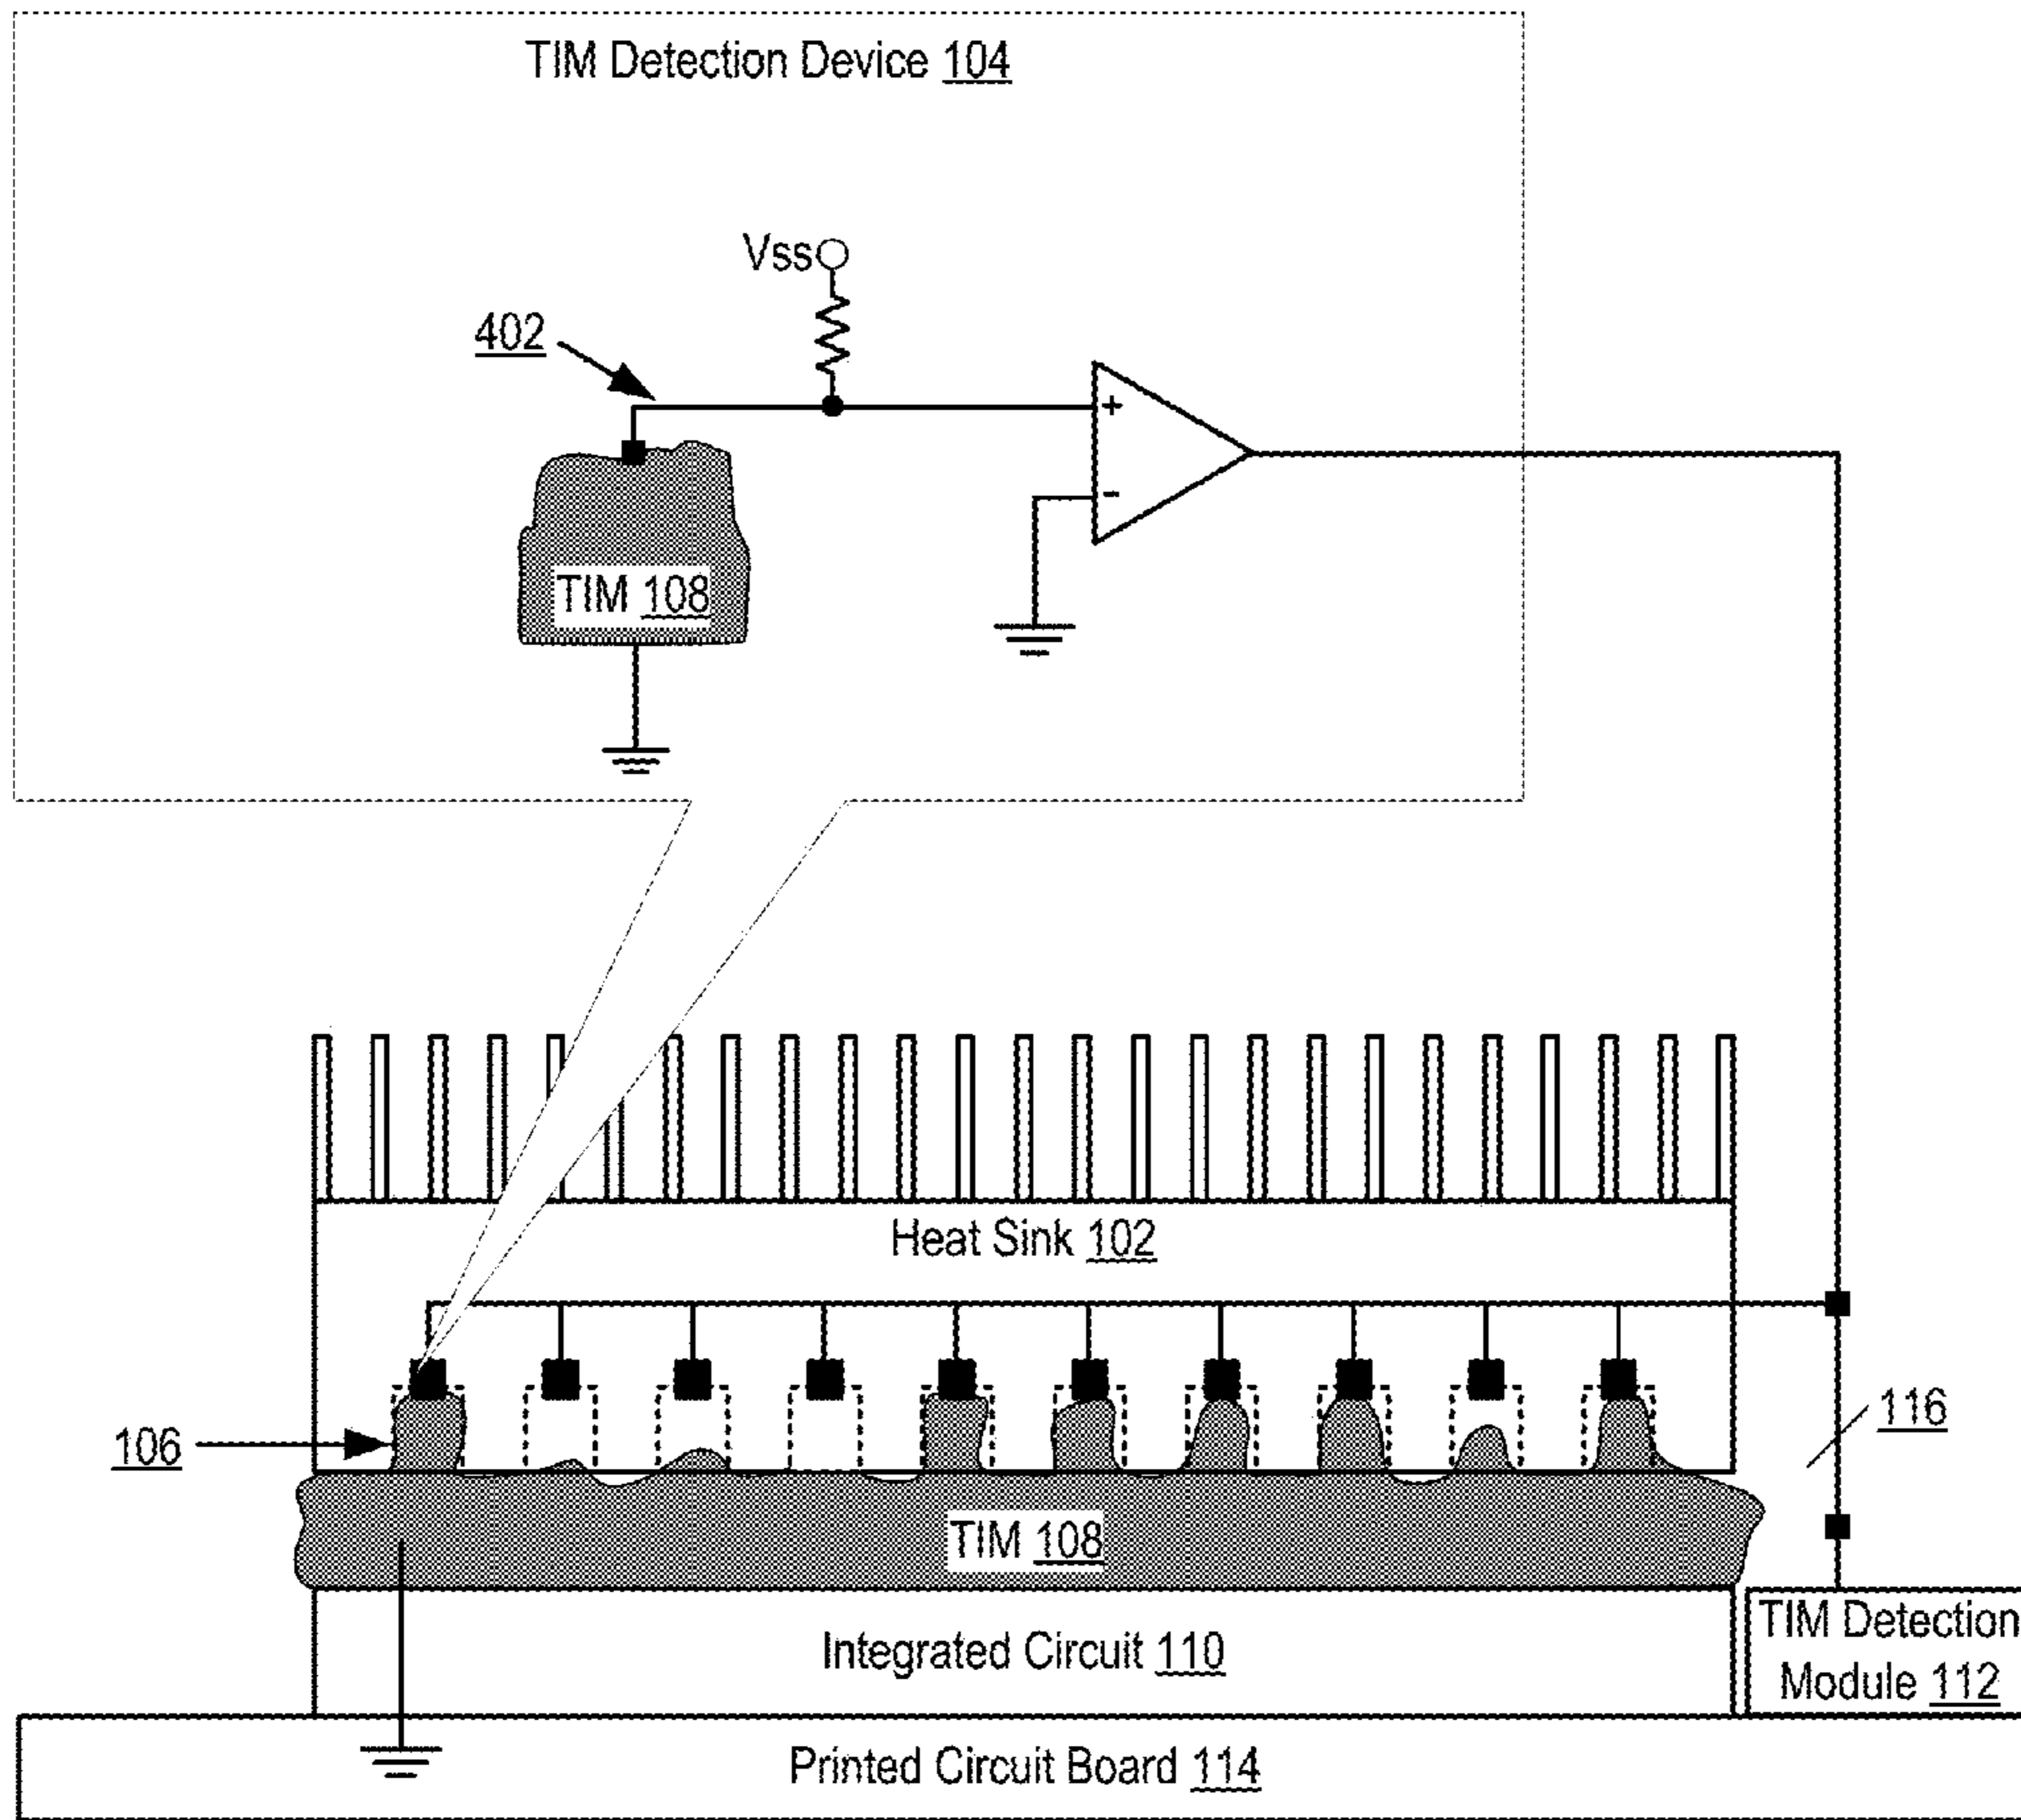 TIM Detection Device 104
Vss
402
+
-
TIM 108
Heat Sink 102
106
116
TIM 108
TIM Detection
Module 112
Integrated Circuit 110
Printed Circuit Board 114